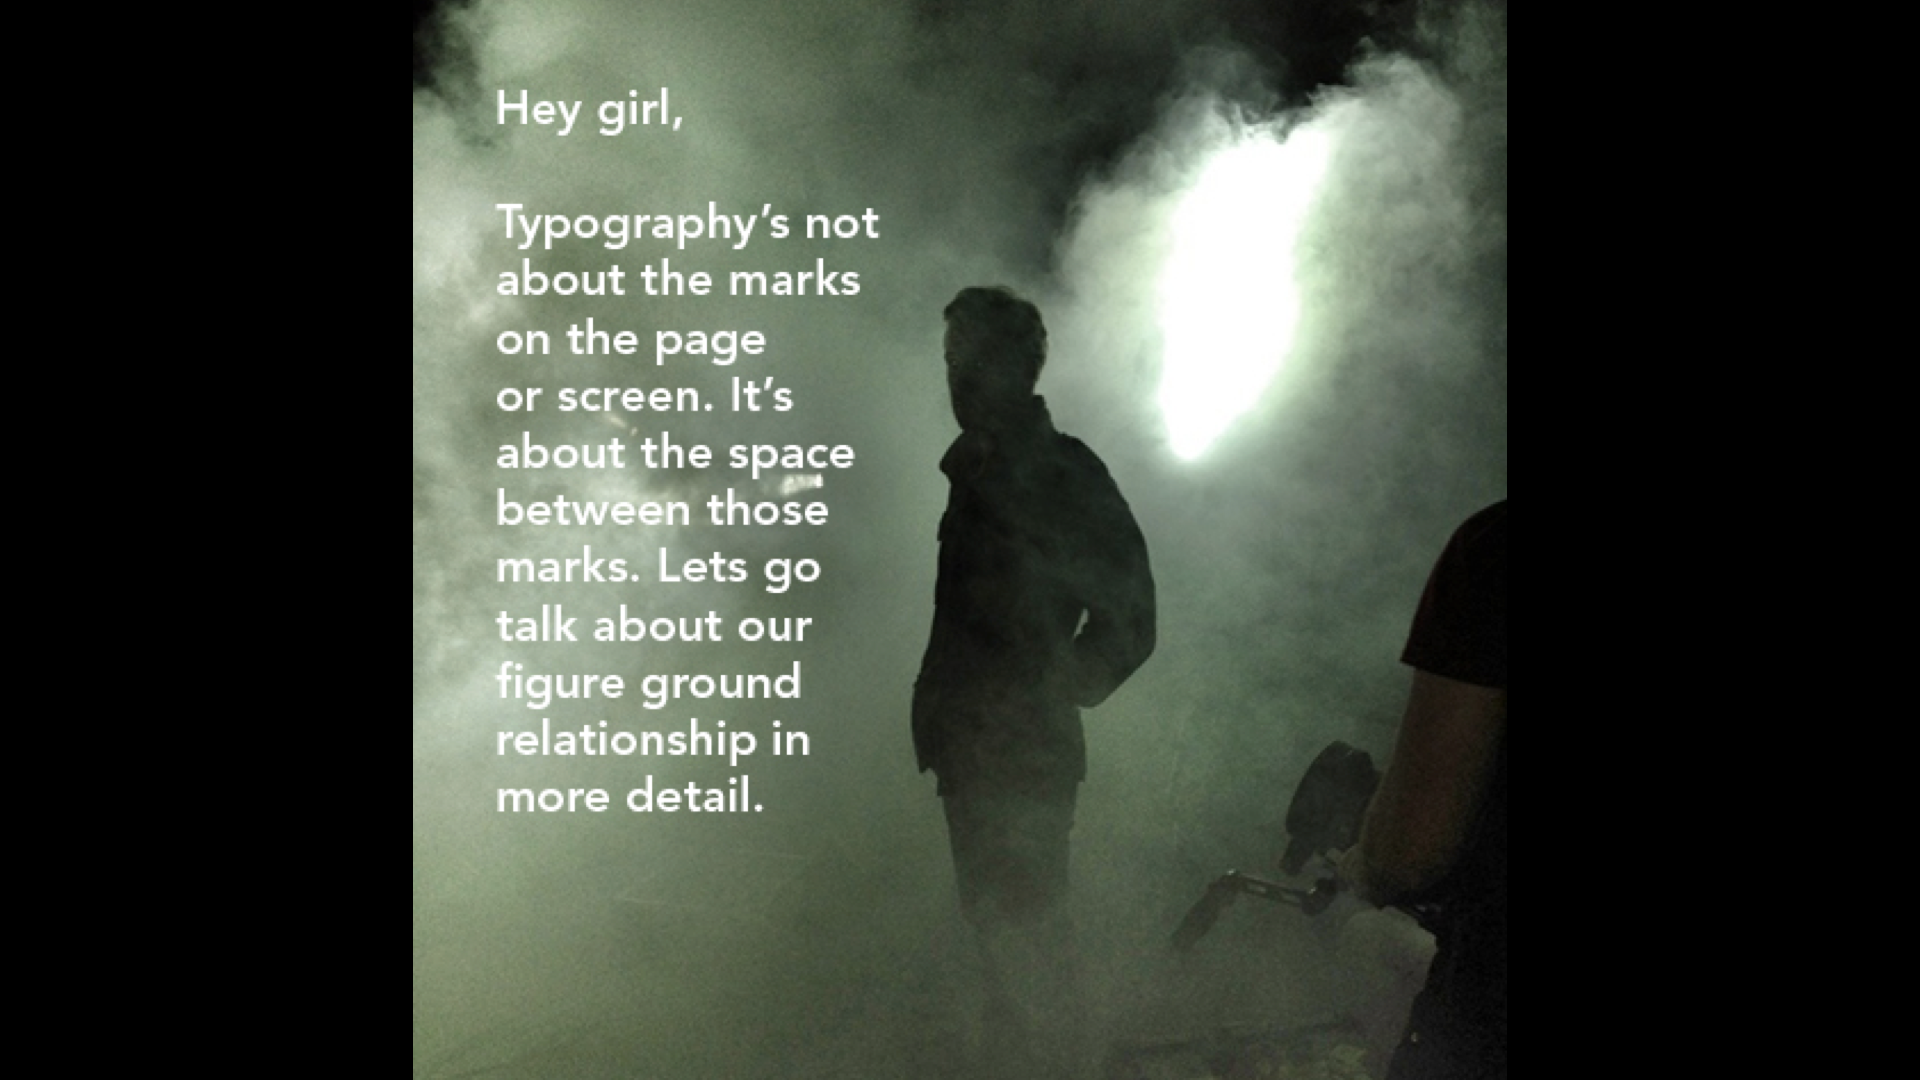 Hey girl,
Typography’s not
about the marks
on the page
or screen. It’s
about the space
between those
marks. Lets go
talk about our
figure ground
relationship in
more detail.